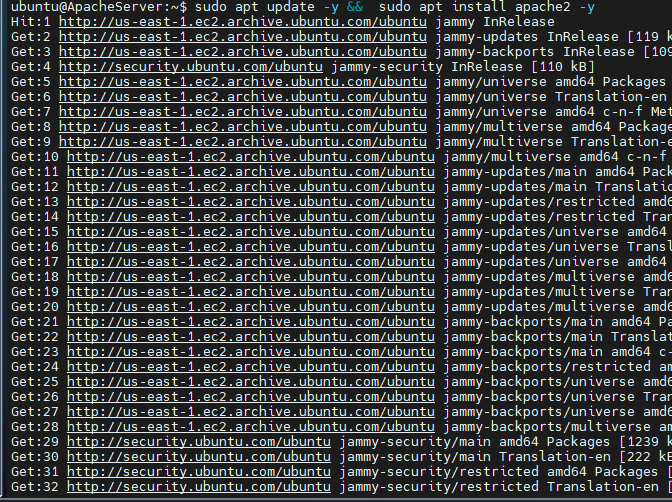 ubuntu@ApacheServer:~$ sudo apt update -y &&  sudo apt install apache2 -y
Hit:1 http://us-east-1.ec2.archive.ubuntu.com/ubuntu jammy InRelease
Get:2 http://us-east-1.ec2.archive.ubuntu.com/ubuntu jammy-updates InRelease [119 k
Get:3 http://us-east-1.ec2.archive.ubuntu.com/ubuntu jammy-backports InRelease [109
Get:4 http://security.ubuntu.com/ubuntu jammy-security InRelease [110 kB]
Get:5 http://us-east-1.ec2.archive.ubuntu.com/ubuntu jammy/universe amd64 Packages
Get:6 http://us-east-1.ec2.archive.ubuntu.com/ubuntu jammy/universe Translation-en
Get:7 http://us-east-1.ec2.archive.ubuntu.com/ubuntu jammy/universe amd64 c-n-f Met
Get:8 http://us-east-1.ec2.archive.ubuntu.com/ubuntu jammy/multiverse amd64 Package
Get:9 http://us-east-1.ec2.archive.ubuntu.com/ubuntu jammy/multiverse Translation-e
Get:10 http://us-east-1.ec2.archive.ubuntu.com/ubuntu jammy/multiverse amd64 c-n-f
Get:11 http://us-east-1.ec2.archive.ubuntu.com/ubuntu jammy-updates/main amd64 Pack
Get:12 http://us-east-1.ec2.archive.ubuntu.com/ubuntu jammy-updates/main Translatio
Get:13 http://us-east-1.ec2.archive.ubuntu.com/ubuntu jammy-updates/restricted amd6
Get:14 http://us-east-1.ec2.archive.ubuntu.com/ubuntu jammy-updates/restricted Tran
Get:15 http://us-east-1.ec2.archive.ubuntu.com/ubuntu jammy-updates/universe amd64
Get:16 http://us-east-1.ec2.archive.ubuntu.com/ubuntu jammy-updates/universe Transl
Get:17 http://us-east-1.ec2.archive.ubuntu.com/ubuntu jammy-updates/universe amd64
Get:18 http://us-east-1.ec2.archive.ubuntu.com/ubuntu jammy-updates/multiverse amd6
Get:19 http://us-east-1.ec2.archive.ubuntu.com/ubuntu jammy-updates/multiverse Tran
Get:20 http://us-east-1.ec2.archive.ubuntu.com/ubuntu jammy-updates/multiverse amd6
Get:21 http://us-east-1.ec2.archive.ubuntu.com/ubuntu jammy-backports/main amd64 Pa
Get:22 http://us-east-1.ec2.archive.ubuntu.com/ubuntu jammy-backports/main Translat
Get:23 http://us-east-1.ec2.archive.ubuntu.com/ubuntu jammy-backports/main amd64 c-
Get:24 http://us-east-1.ec2.archive.ubuntu.com/ubuntu jammy-backports/restricted am
Get:25 http://us-east-1.ec2.archive.ubuntu.com/ubuntu jammy-backports/universe amd6
Get:26 http://us-east-1.ec2.archive.ubuntu.com/ubuntu jammy-backports/universe Tran
Get:27 http://us-east-1.ec2.archive.ubuntu.com/ubuntu jammy-backports/universe amd6
Get:28 http://us-east-1.ec2.archive.ubuntu.com/ubuntu jammy-backports/multiverse am
Get:29 http://security.ubuntu.com/ubuntu jammy-security/main amd64 Packages [1239 k
Get:30 http://security.ubuntu.com/ubuntu jammy-security/main Translation-en [222 kB
Get:31 http://security.ubuntu.com/ubuntu jammy-security/restricted amd64 Packages [
Get:32 http://security.ubuntu.com/ubuntu jammy-security/restricted Translation-en [